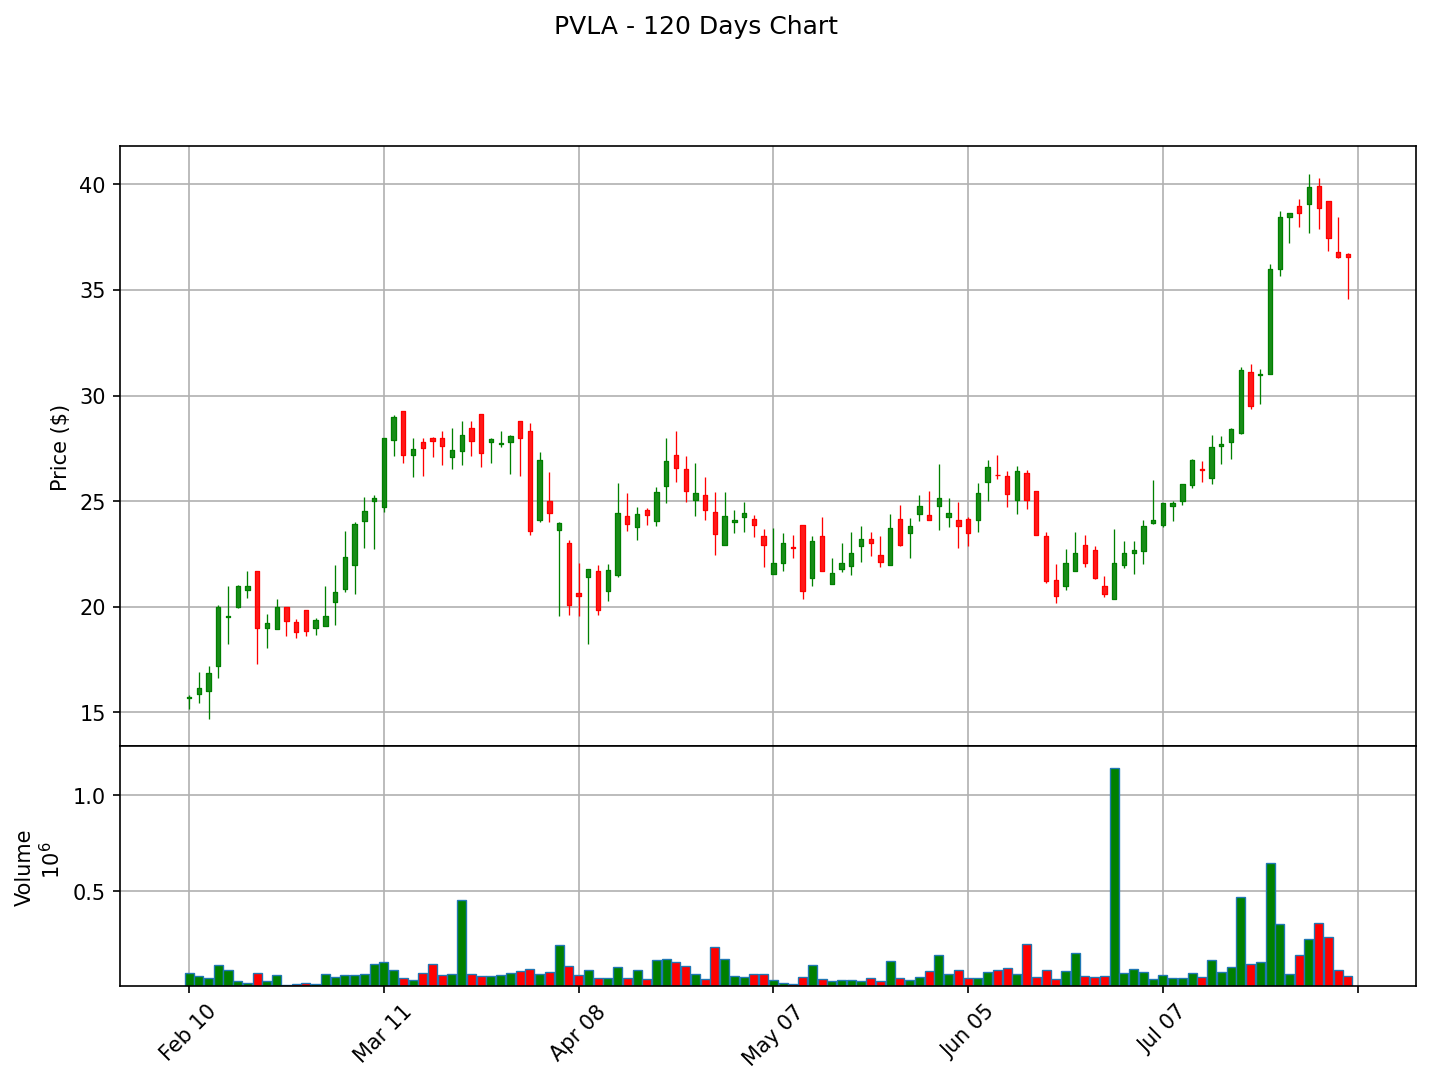 PVLA - 120 Days Chart
Price ($)
40
35
30
25
20
15
Volume
10⁶
1.0
0.5
Feb 10
Mar 11
Apr 08
May 07
Jun 05
Jul 07